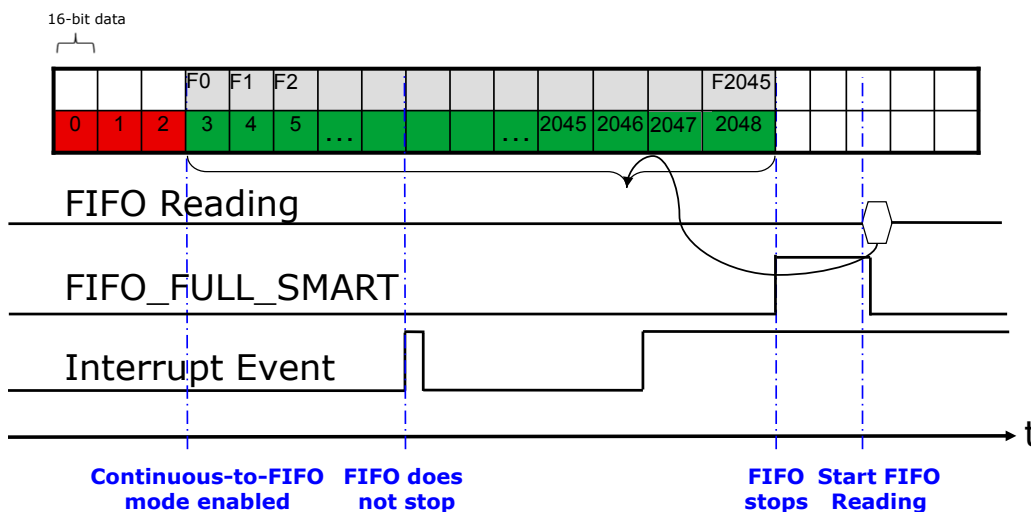 16-bit data
F0 F1 F2 F2045
0 1 2 3 4 5 ... ... 2045 2046 2047 2048
FIFO Reading
FIFO_FULL_SMART
Interrupt Event
t
Continuous-to-FIFO FIFO does FIFO Start FIFO
mode enabled not stop stops Reading